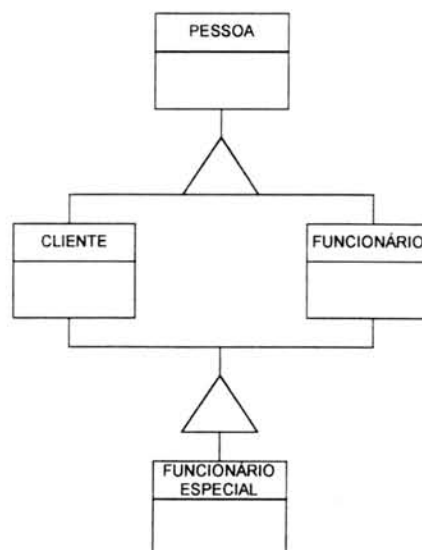 PESSOA
CLIENTE
FUNCIONÁRIO
FUNCIONÁRIO
ESPECIAL